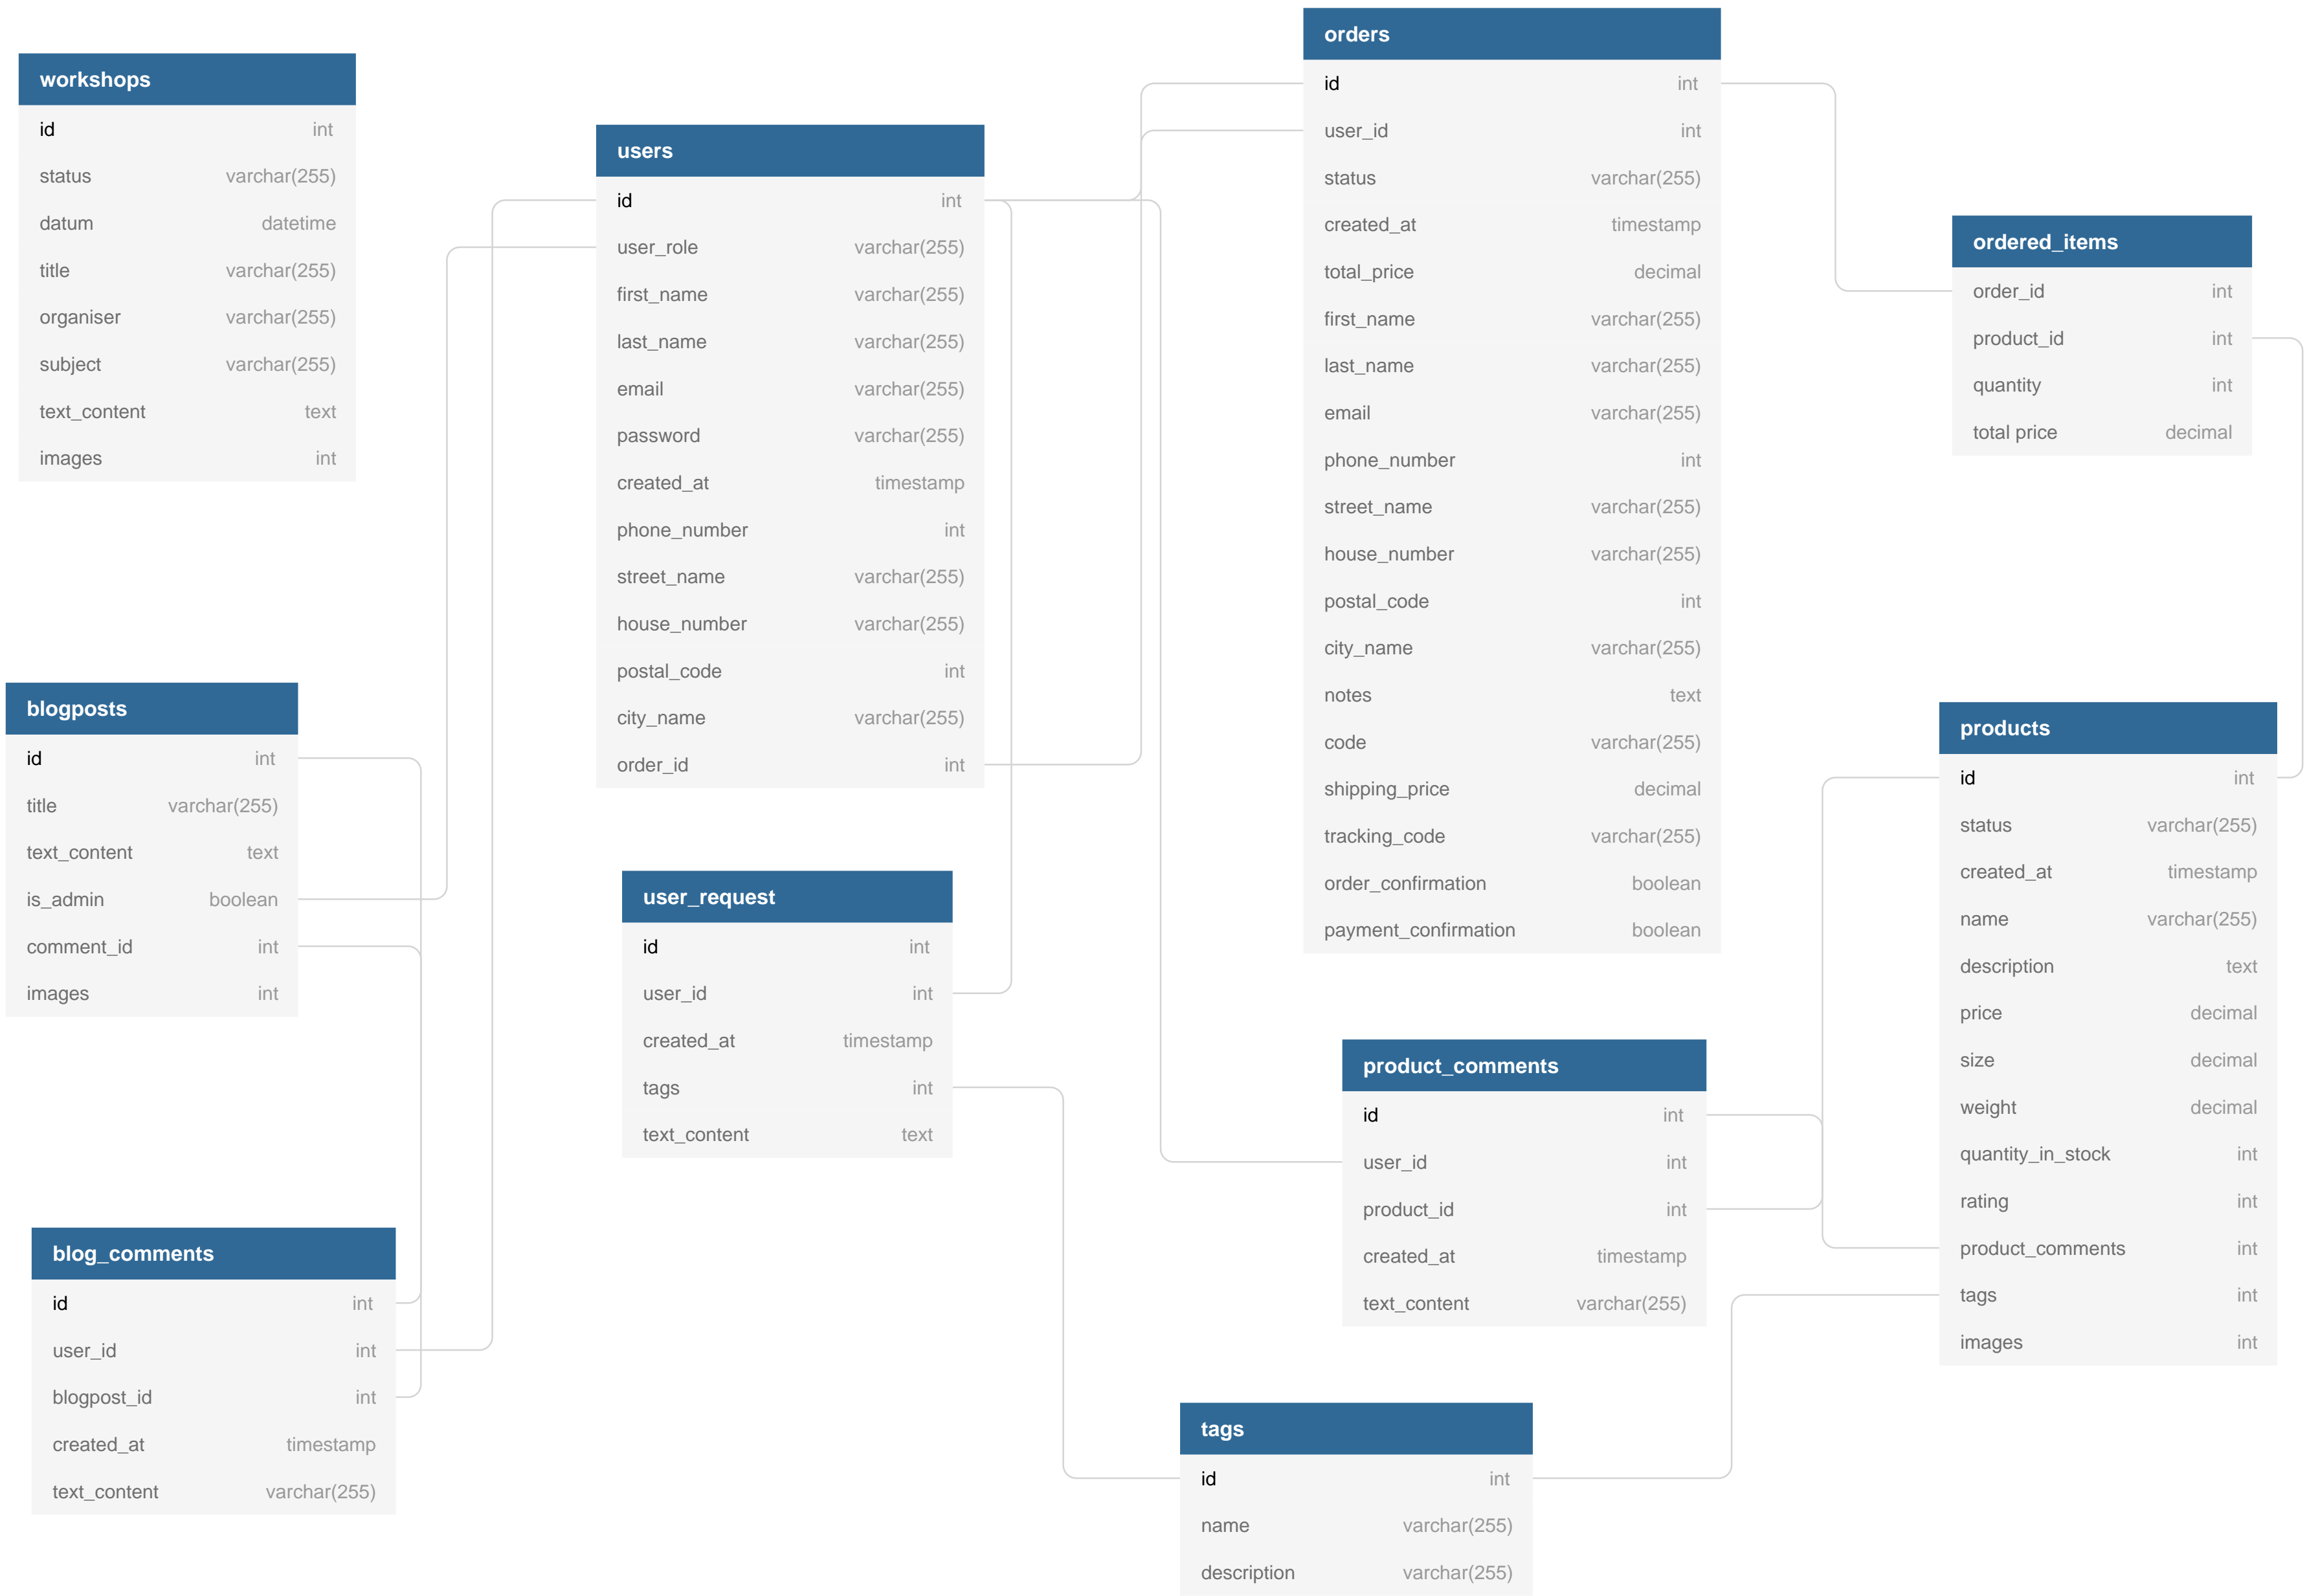 workshops
id int
status varchar(255)
datum datetime
title varchar(255)
organiser varchar(255)
subject varchar(255)
text_content text
images int
users
id int
user_role varchar(255)
first_name varchar(255)
last_name varchar(255)
email varchar(255)
password varchar(255)
created_at timestamp
phone_number int
street_name varchar(255)
house_number varchar(255)
postal_code int
city_name varchar(255)
order_id int
orders
id int
user_id int
status varchar(255)
created_at timestamp
total_price decimal
first_name varchar(255)
last_name varchar(255)
email varchar(255)
phone_number int
street_name varchar(255)
house_number varchar(255)
postal_code int
city_name varchar(255)
notes text
code varchar(255)
shipping_price decimal
tracking_code varchar(255)
order_confirmation boolean
payment_confirmation boolean
ordered_items
order_id int
product_id int
quantity int
total price decimal
blogposts
id int
title varchar(255)
text_content text
is_admin boolean
comment_id int
images int
user_request
id int
user_id int
created_at timestamp
tags int
text_content text
products
id int
status varchar(255)
created_at timestamp
name varchar(255)
description text
price decimal
size decimal
weight decimal
quantity_in_stock int
rating int
product_comments int
tags int
images int
product_comments
id int
user_id int
product_id int
created_at timestamp
text_content varchar(255)
blog_comments
id int
user_id int
blogpost_id int
created_at timestamp
text_content varchar(255)
tags
id int
name varchar(255)
description varchar(255)